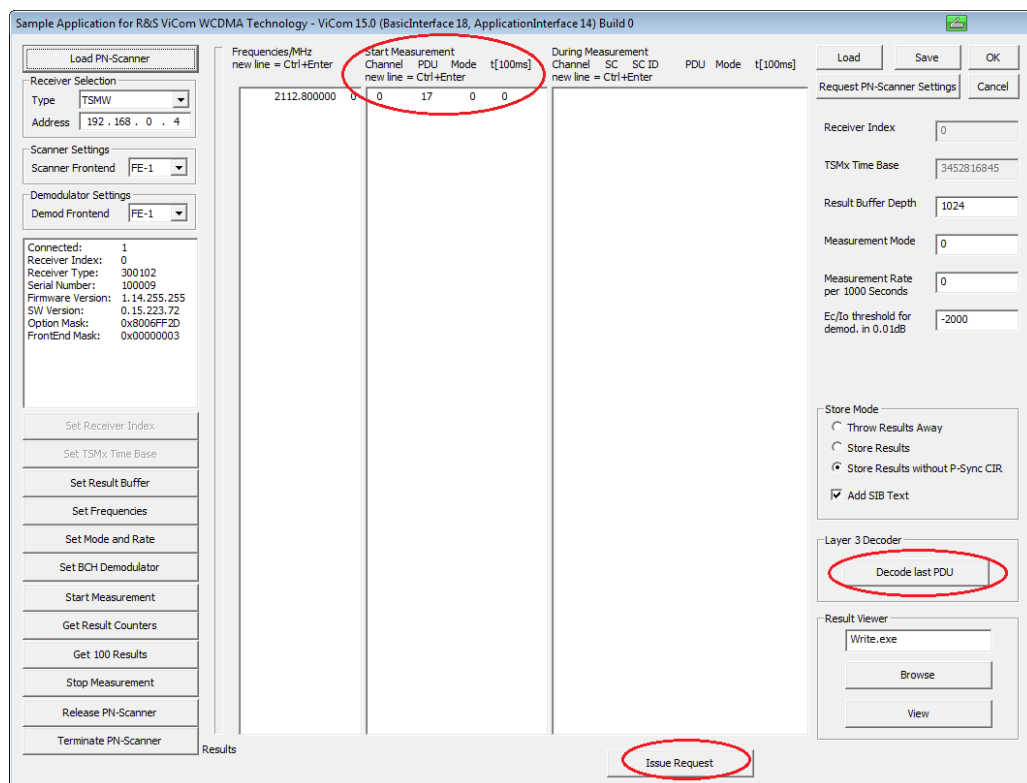 Sample Application for R&S ViCom WCDMA Technology - ViCom 15.0 (BasicInterface 18, ApplicationInterface 14) Build 0
Load PN-Scanner
Receiver Selection
Type TSMW
Address 192 . 168 . 0 . 4
Scanner Settings
Scanner Frontend FE-1
Demodulator Settings
Demod Frontend FE-1
Connected: 1
Receiver Index: 0
Receiver Type: 300102
Serial Number: 100009
Firmware Version: 1.14.255.255
SW Version: 0.15.223.72
Option Mask: 0x8006FF2D
FrontEnd Mask: 0x00000003
Set Receiver Index
Set TSMx Time Base
Set Result Buffer
Set Frequencies
Set Mode and Rate
Set BCH Demodulator
Start Measurement
Get Result Counters
Get 100 Results
Stop Measurement
Release PN-Scanner
Terminate PN-Scanner
Frequencies/MHz
new line = Ctrl+Enter
2112.800000 0
Start Measurement
Channel PDU Mode t[100ms]
new line = Ctrl+Enter
0 17 0 0
During Measurement
Channel SC SC ID PDU Mode t[100ms]
new line = Ctrl+Enter
Results
Issue Request
Load Save OK
Request PN-Scanner Settings Cancel
Receiver Index 0
TSMx Time Base 3452816845
Result Buffer Depth 1024
Measurement Mode 0
Measurement Rate
per 1000 Seconds 0
Ec/Io threshold for
demod. in 0.01dB -2000
Store Mode
Throw Results Away
Store Results
Store Results without P-Sync CIR
Add SIB Text
Layer 3 Decoder
Decode last PDU
Result Viewer
Write.exe
Browse
View